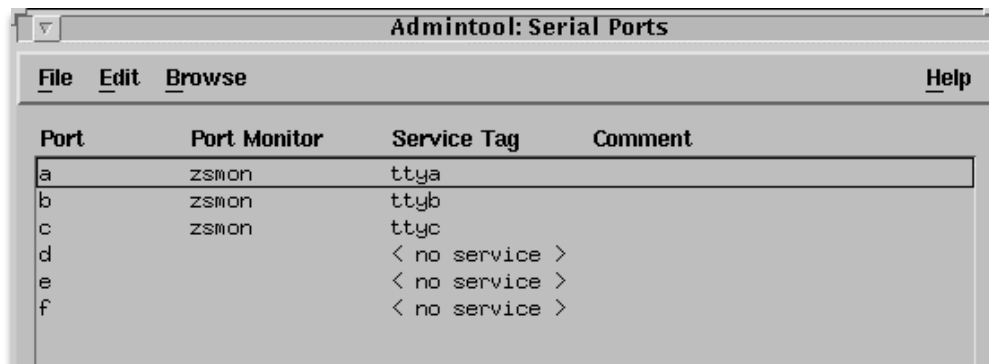 Admintool: Serial Ports
File Edit Browse Help
Port Port Monitor Service Tag Comment
a zsmon ttya
b zsmon ttyb
c zsmon ttyc
d < no service >
e < no service >
f < no service >